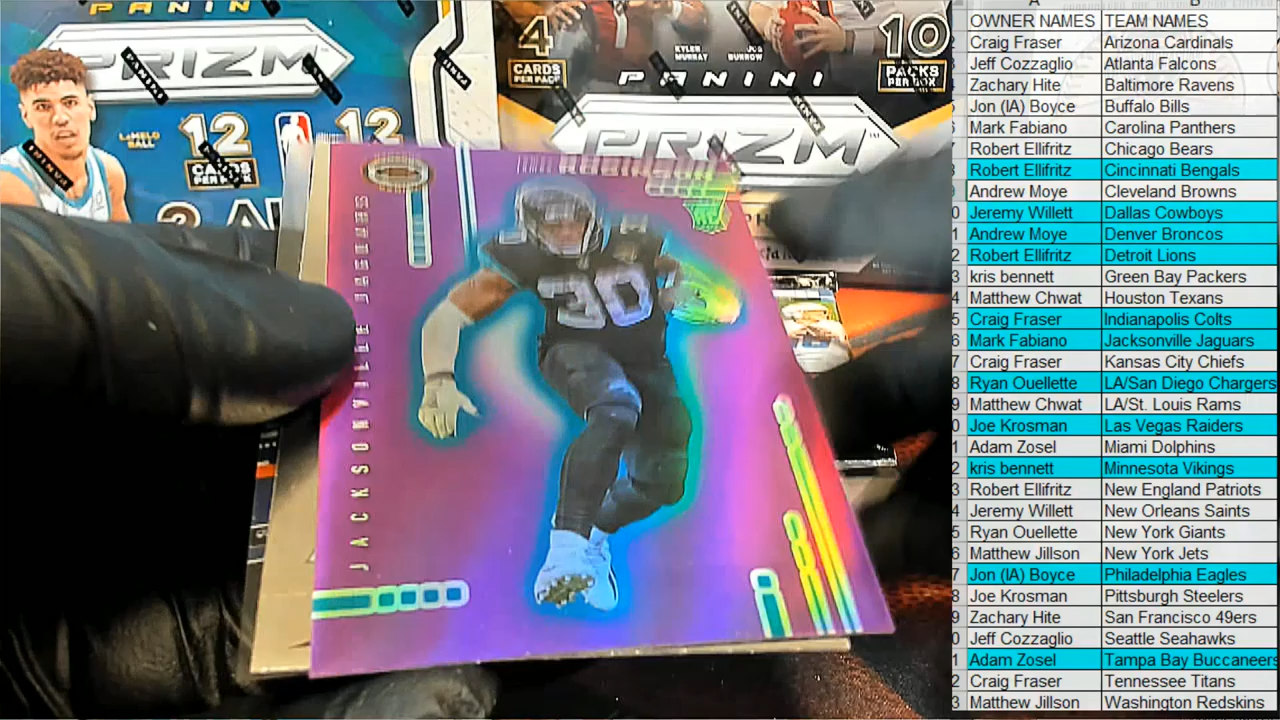 PANINI
PRIZM
LaMELO
BALL
12
CARDS
PER PACK
NBA
12
4
CARDS
PER PACK
KYLER
MURRAY
JOE
BURROW
10
PACKS
PER BOX
PANINI
PRIZM
JACKSONVILLE JAGUARS
30
A B
OWNER NAMES TEAM NAMES
Craig Fraser Arizona Cardinals
Jeff Cozzaglio Atlanta Falcons
Zachary Hite Baltimore Ravens
Jon (IA) Boyce Buffalo Bills
Mark Fabiano Carolina Panthers
Robert Ellifritz Chicago Bears
Robert Ellifritz Cincinnati Bengals
Andrew Moye Cleveland Browns
Jeremy Willett Dallas Cowboys
Andrew Moye Denver Broncos
Robert Ellifritz Detroit Lions
kris bennett Green Bay Packers
Matthew Chwat Houston Texans
Craig Fraser Indianapolis Colts
Mark Fabiano Jacksonville Jaguars
Craig Fraser Kansas City Chiefs
Ryan Ouellette LA/San Diego Chargers
Matthew Chwat LA/St. Louis Rams
Joe Krosman Las Vegas Raiders
Adam Zosel Miami Dolphins
kris bennett Minnesota Vikings
Robert Ellifritz New England Patriots
Jeremy Willett New Orleans Saints
Ryan Ouellette New York Giants
Matthew Jillson New York Jets
Jon (IA) Boyce Philadelphia Eagles
Joe Krosman Pittsburgh Steelers
Zachary Hite San Francisco 49ers
Jeff Cozzaglio Seattle Seahawks
Adam Zosel Tampa Bay Buccaneers
Craig Fraser Tennessee Titans
Matthew Jillson Washington Redskins